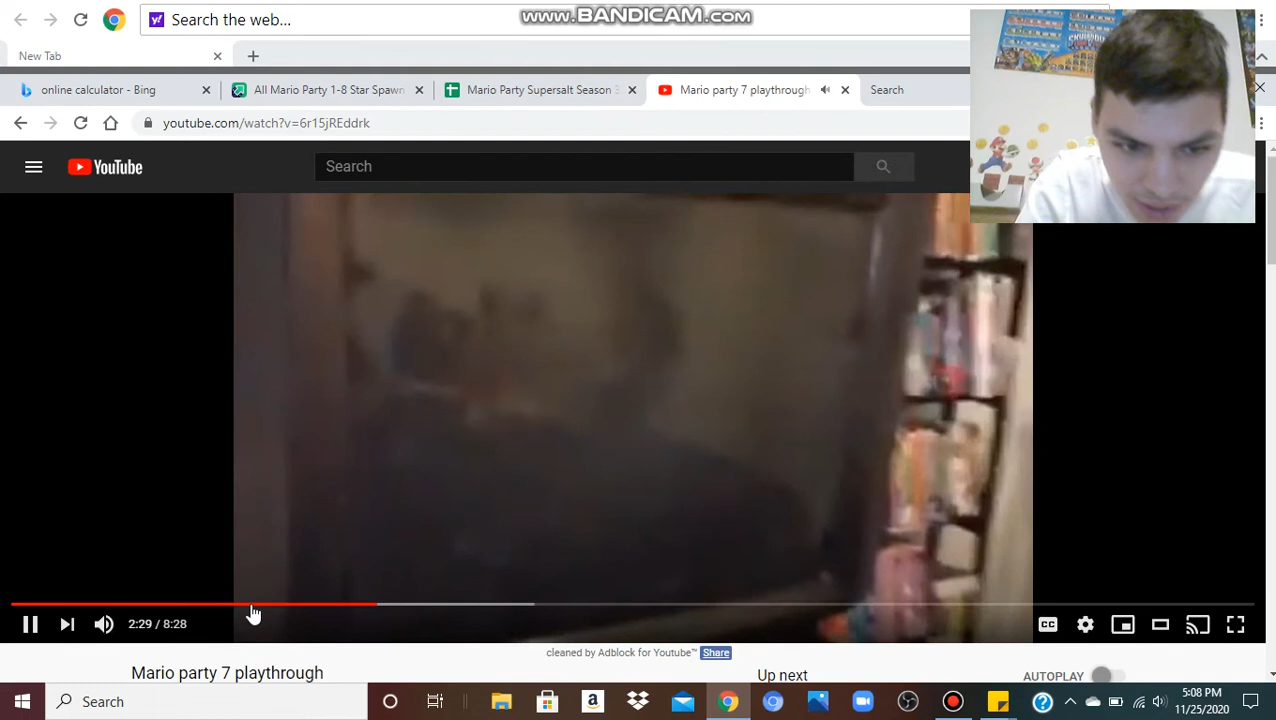 Search the web...
www.BANDICAM.com
New Tab
online calculator - Bing
All Mario Party 1-8 Star Spawn
Mario Party Supersalt Season
Mario party 7 playthrough
Search
youtube.com/watch?v=6r15jREddrk
YouTube
Search
2:29 / 8:28
CC
cleaned by Adblock for Youtube™ Share
Mario party 7 playthrough
Up next
AUTOPLAY
Search
5:08 PM
11/25/2020